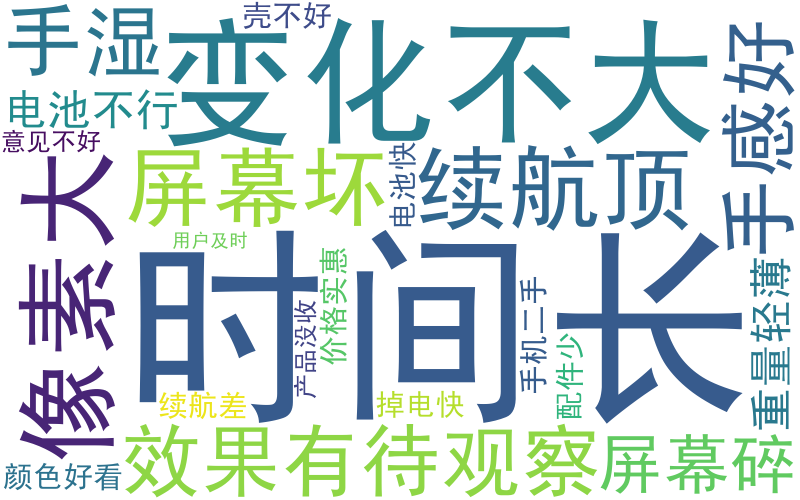 壳不好
手湿
变化不大
手感好
电池不行
意见不好
像素大
屏幕坏
电池快
续航顶
用户及时
时间长
价格实惠
产品没收
手机二手
重量轻薄
配件少
续航差
掉电快
颜色好看
效果有待观察
屏幕碎